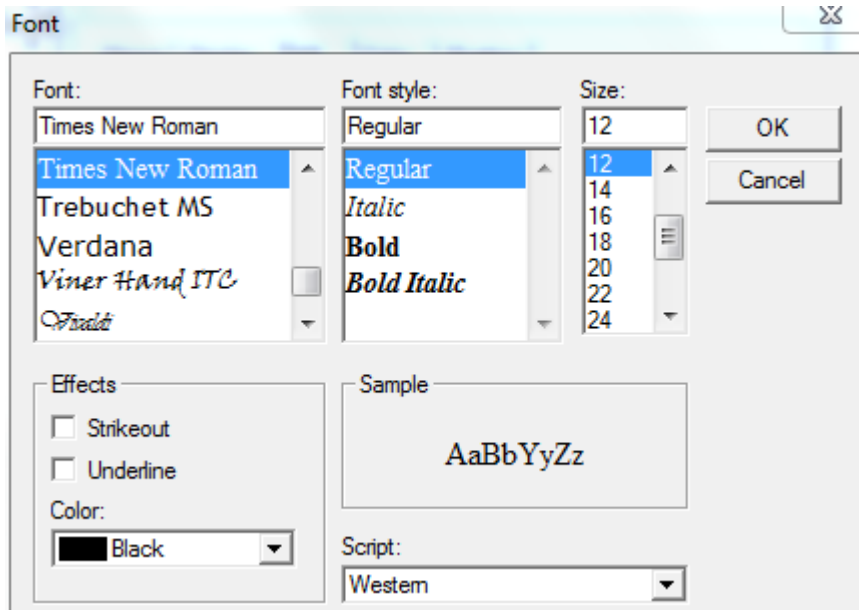 Font
Font:
Font style:
Size:
Times New Roman
Regular
12
OK
Times New Roman
Trebuchet MS
Verdana
Viner Hand ITC
Vivaldi
Regular
Italic
Bold
Bold Italic
12
14
16
18
20
22
24
Cancel
Effects
Strikeout
Underline
Color:
Black
Sample
AaBbYyZz
Script:
Western